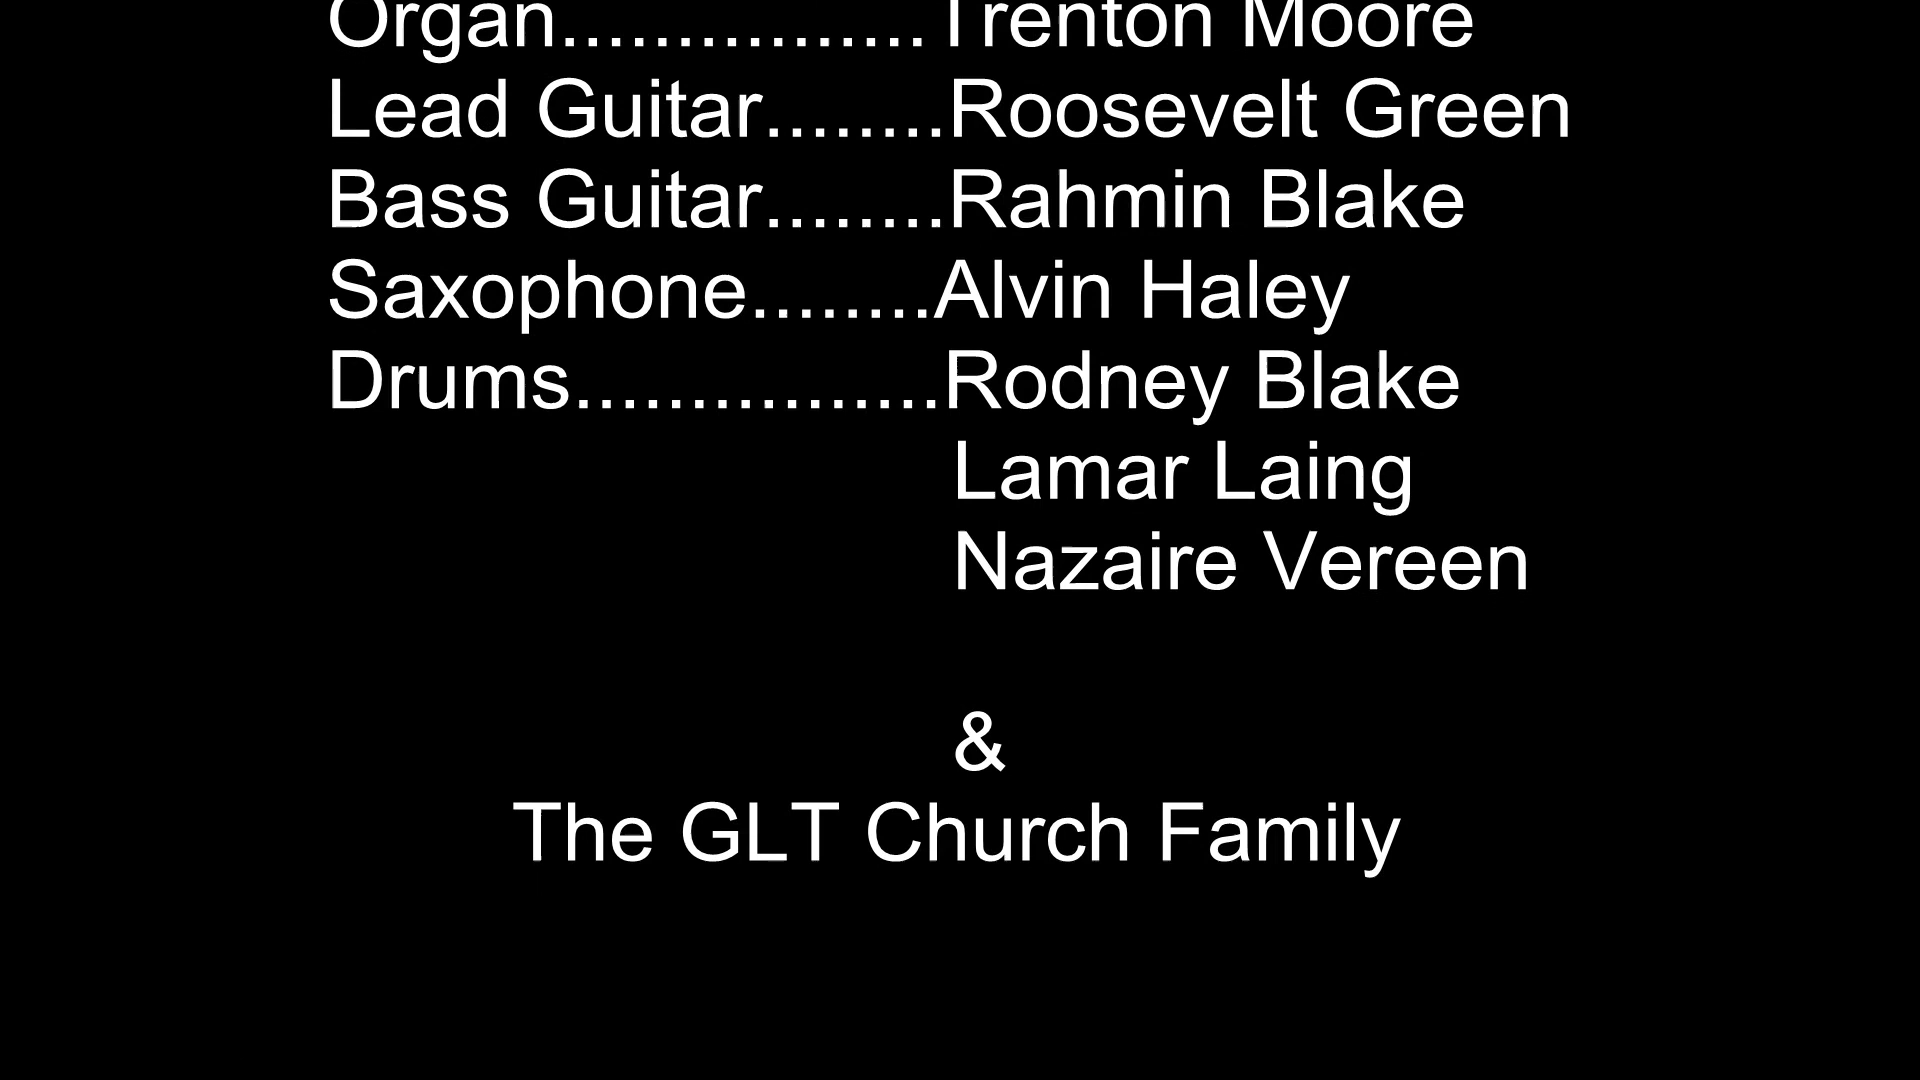 Organ................Trenton Moore
Lead Guitar........Roosevelt Green
Bass Guitar........Rahmin Blake
Saxophone........Alvin Haley
Drums................Rodney Blake
Lamar Laing
Nazaire Vereen
&
The GLT Church Family